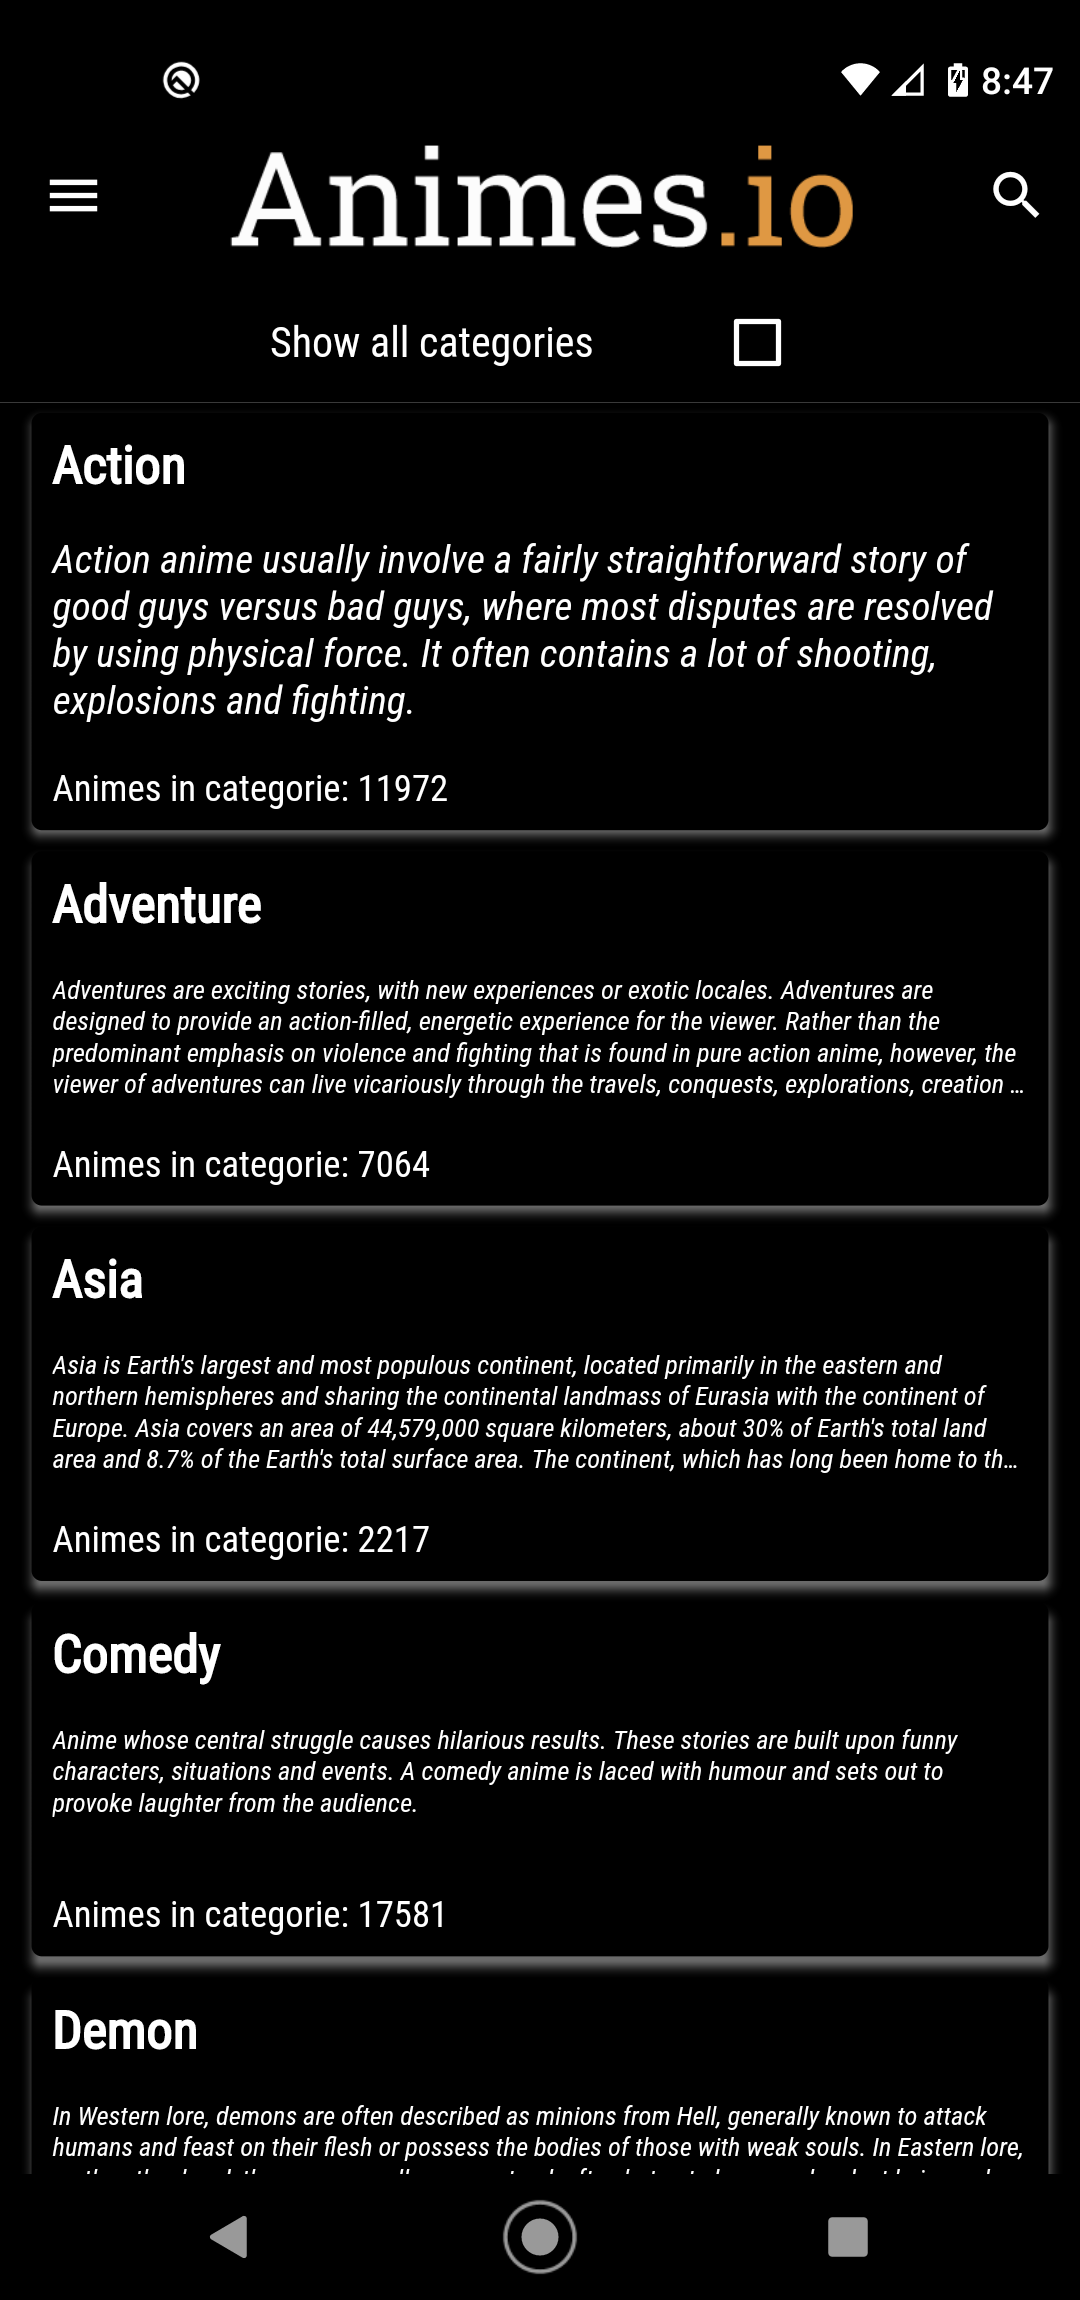 8:47
Animes.io
Show all categories
Action
Action anime usually involve a fairly straightforward story of
good guys versus bad guys, where most disputes are resolved
by using physical force. It often contains a lot of shooting,
explosions and fighting.
Animes in categorie: 11972
Adventure
Adventures are exciting stories, with new experiences or exotic locales. Adventures are
designed to provide an action-filled, energetic experience for the viewer. Rather than the
predominant emphasis on violence and fighting that is found in pure action anime, however, the
viewer of adventures can live vicariously through the travels, conquests, explorations, creation ...
Animes in categorie: 7064
Asia
Asia is Earth's largest and most populous continent, located primarily in the eastern and
northern hemispheres and sharing the continental landmass of Eurasia with the continent of
Europe. Asia covers an area of 44,579,000 square kilometers, about 30% of Earth's total land
area and 8.7% of the Earth's total surface area. The continent, which has long been home to th...
Animes in categorie: 2217
Comedy
Anime whose central struggle causes hilarious results. These stories are built upon funny
characters, situations and events. A comedy anime is laced with humour and sets out to
provoke laughter from the audience.
Animes in categorie: 17581
Demon
In Western lore, demons are often described as minions from Hell, generally known to attack
humans and feast on their flesh or possess the bodies of those with weak souls. In Eastern lore,